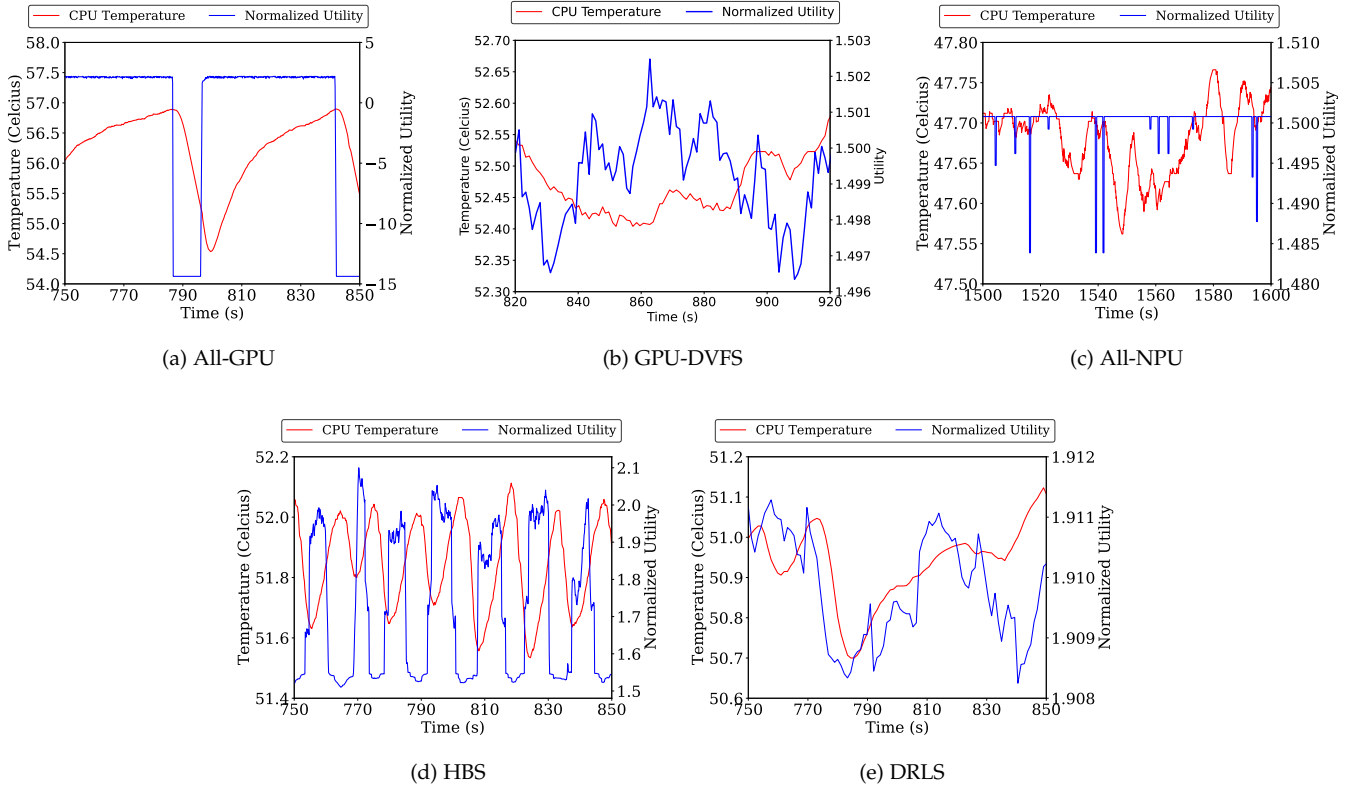 CPU Temperature Normalized Utility
58.0 57.5 57.0 56.5 56.0 55.5 55.0 54.5 54.0
Temperature (Celcius)
750 770 790 810 830 850
Time (s)
5 0 −5 −10 −15
Normalized Utility
(a) All-GPU
CPU Temperature Normalized Utility
52.70 52.65 52.60 52.55 52.50 52.45 52.40 52.35 52.30
Temperature (Celcius)
820 840 860 880 900 920
Time (s)
1.503 1.502 1.501 1.500 1.499 1.498 1.497 1.496
Utility
(b) GPU-DVFS
CPU Temperature Normalized Utility
47.80 47.75 47.70 47.65 47.60 47.55 47.50
Temperature (Celcius)
1500 1520 1540 1560 1580 1600
Time (s)
1.510 1.505 1.500 1.495 1.490 1.485 1.480
Normalized Utility
(c) All-NPU
CPU Temperature Normalized Utility
52.2 52.0 51.8 51.6 51.4
Temperature (Celcius)
750 770 790 810 830 850
Time (s)
2.1 2.0 1.9 1.8 1.7 1.6 1.5
Normalized Utility
(d) HBS
CPU Temperature Normalized Utility
51.2 51.1 51.0 50.9 50.8 50.7 50.6
Temperature (Celcius)
750 770 790 810 830 850
Time (s)
1.912 1.911 1.910 1.909 1.908
Normalized Utility
(e) DRLS